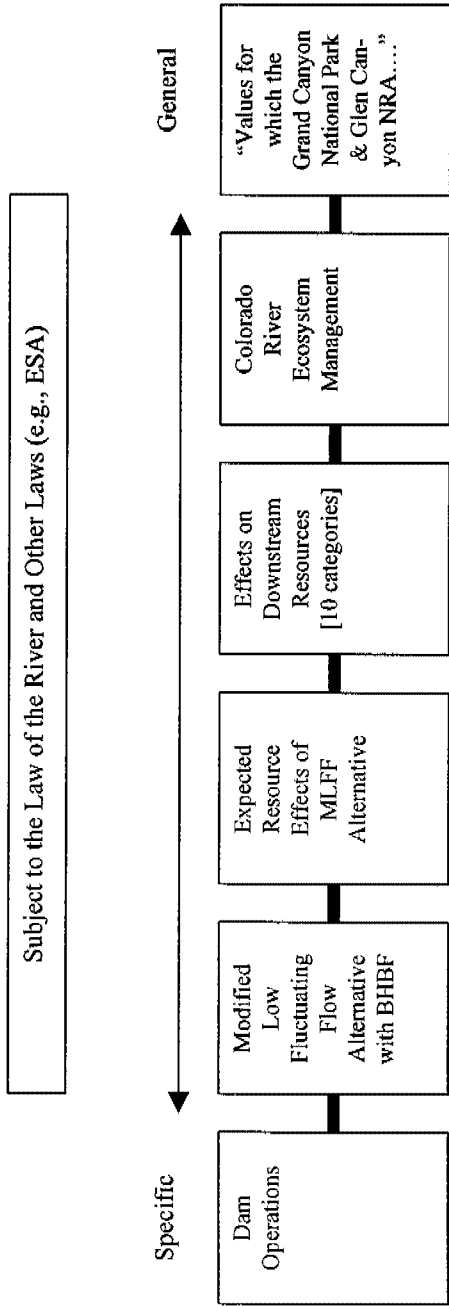 Subject to the Law of the River and Other Laws (e.g., ESA)
Specific
General
Dam
Operations
Modified
Low
Fluctuating
Flow
Alternative
with BHBF
Expected
Resource
Effects of
MLFF
Alternative
Effects on
Downstream
Resources
[10 categories]
Colorado
River
Ecosystem
Management
“Values for
which the
Grand Canyon
National Park
& Glen Can-
yon NRA....”